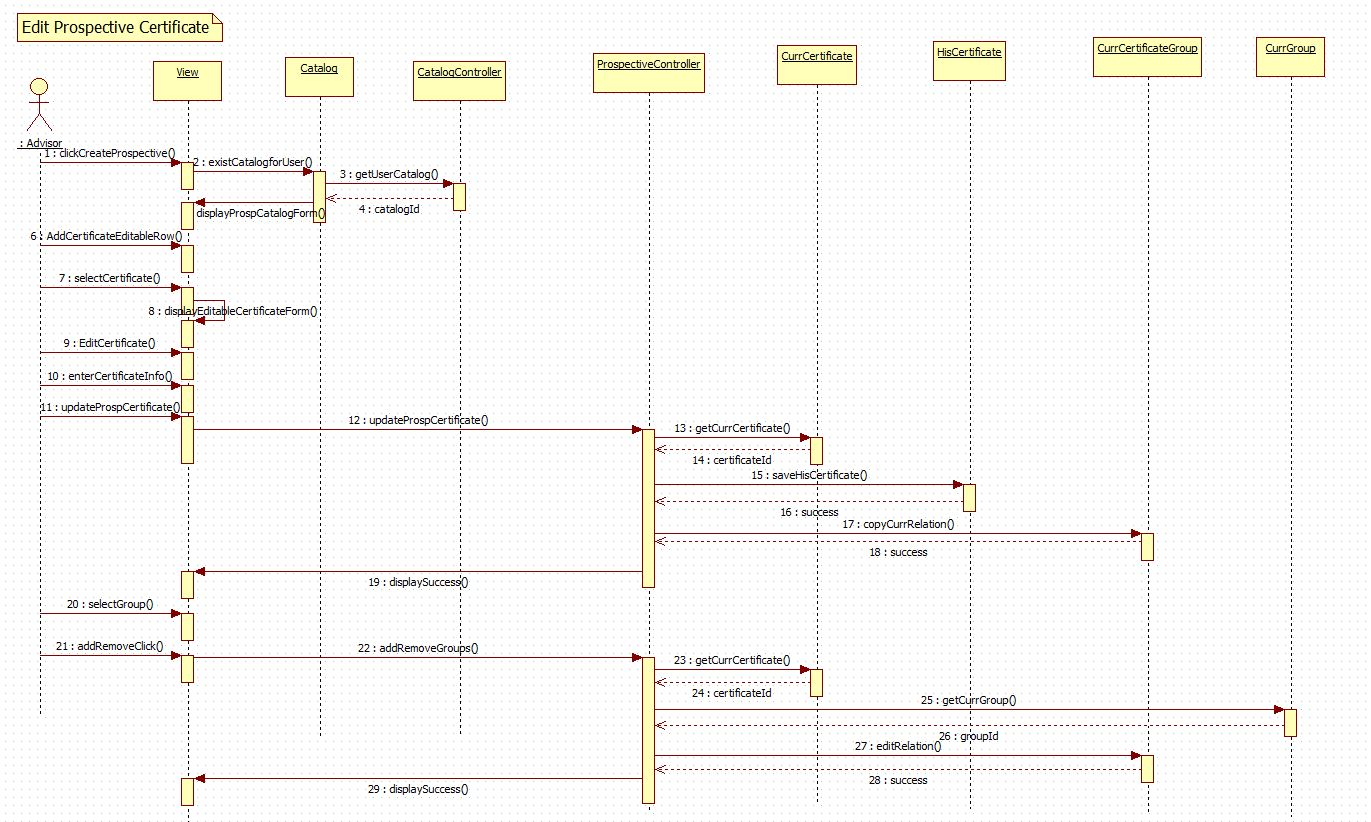 Edit Prospective Certificate
View
Catalog
CatalogController
ProspectiveController
CurrCertificate
HisCertificate
CurrCertificateGroup
CurrGroup
: Advisor
1 : clickCreateProspective()
2 : existCatalogforUser()
3 : getUserCatalog()
4 : catalogId
displayProspCatalogForm()
6 : AddCertificateEditableRow()
7 : selectCertificate()
8 : displayEditableCertificateForm()
9 : EditCertificate()
10 : enterCertificateInfo()
11 : updateProspCertificate()
12 : updateProspCertificate()
13 : getCurrCertificate()
14 : certificateId
15 : saveHisCertificate()
16 : success
17 : copyCurrRelation()
18 : success
19 : displaySuccess()
20 : selectGroup()
21 : addRemoveClick()
22 : addRemoveGroups()
23 : getCurrCertificate()
24 : certificateId
25 : getCurrGroup()
26 : groupId
27 : editRelation()
28 : success
29 : displaySuccess()